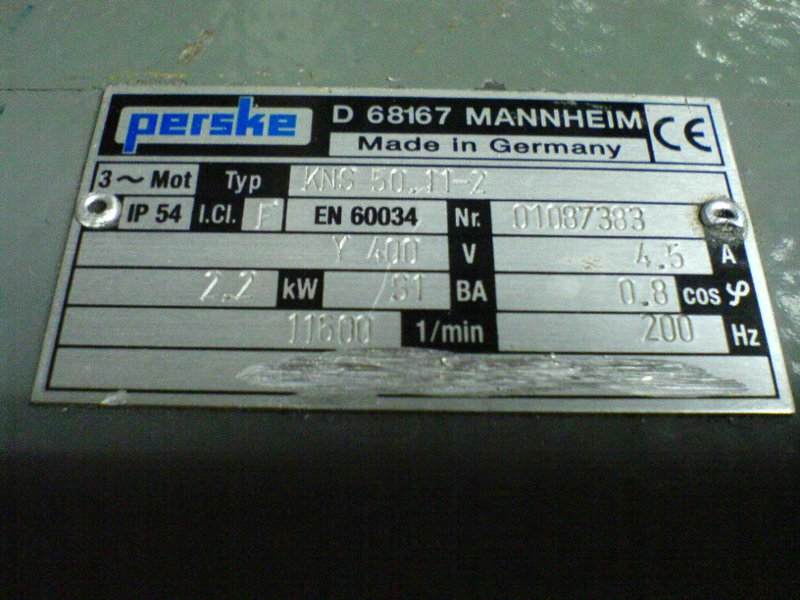 perske D 68167 MANNHEIM CE
Made in Germany
3 ~ Mot Typ KNS 50.11-2
IP 54 I.Cl. F EN 60034 Nr. 01087383
Y 400 V 4.5 A
2.2 kW /S1 BA 0.8 cos φ
11600 1/min 200 Hz